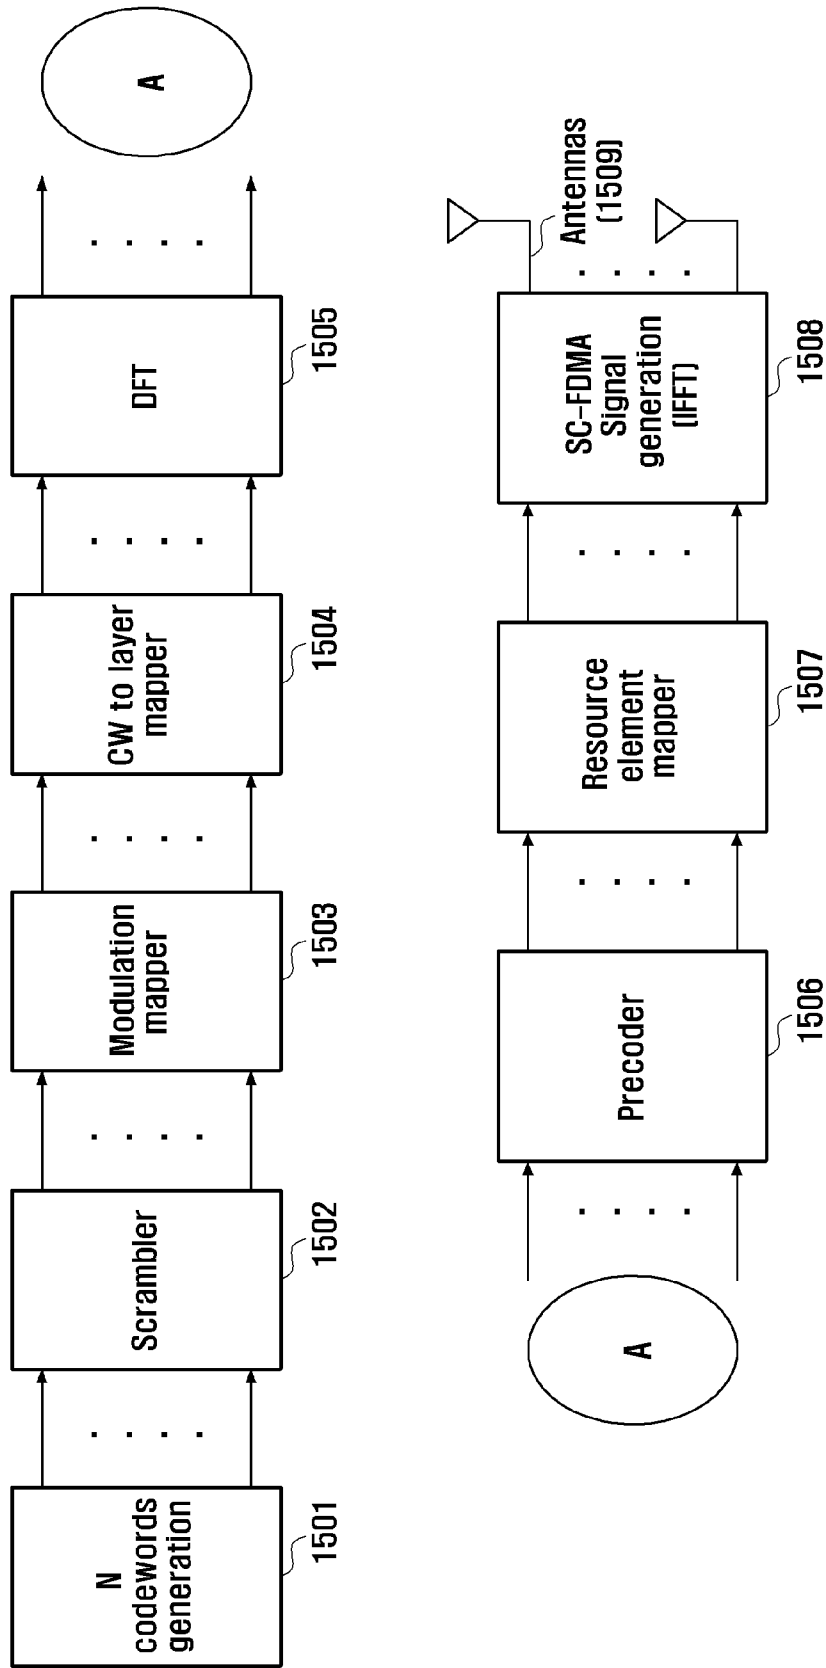 N
codewords
generation
1501
Scrambler
1502
Modulation
mapper
1503
CW to layer
mapper
1504
DFT
1505
A
A
Precoder
1506
Resource
element
mapper
1507
SC-FDMA
Signal
generation
(IFFT)
1508
Antennas
(1509)